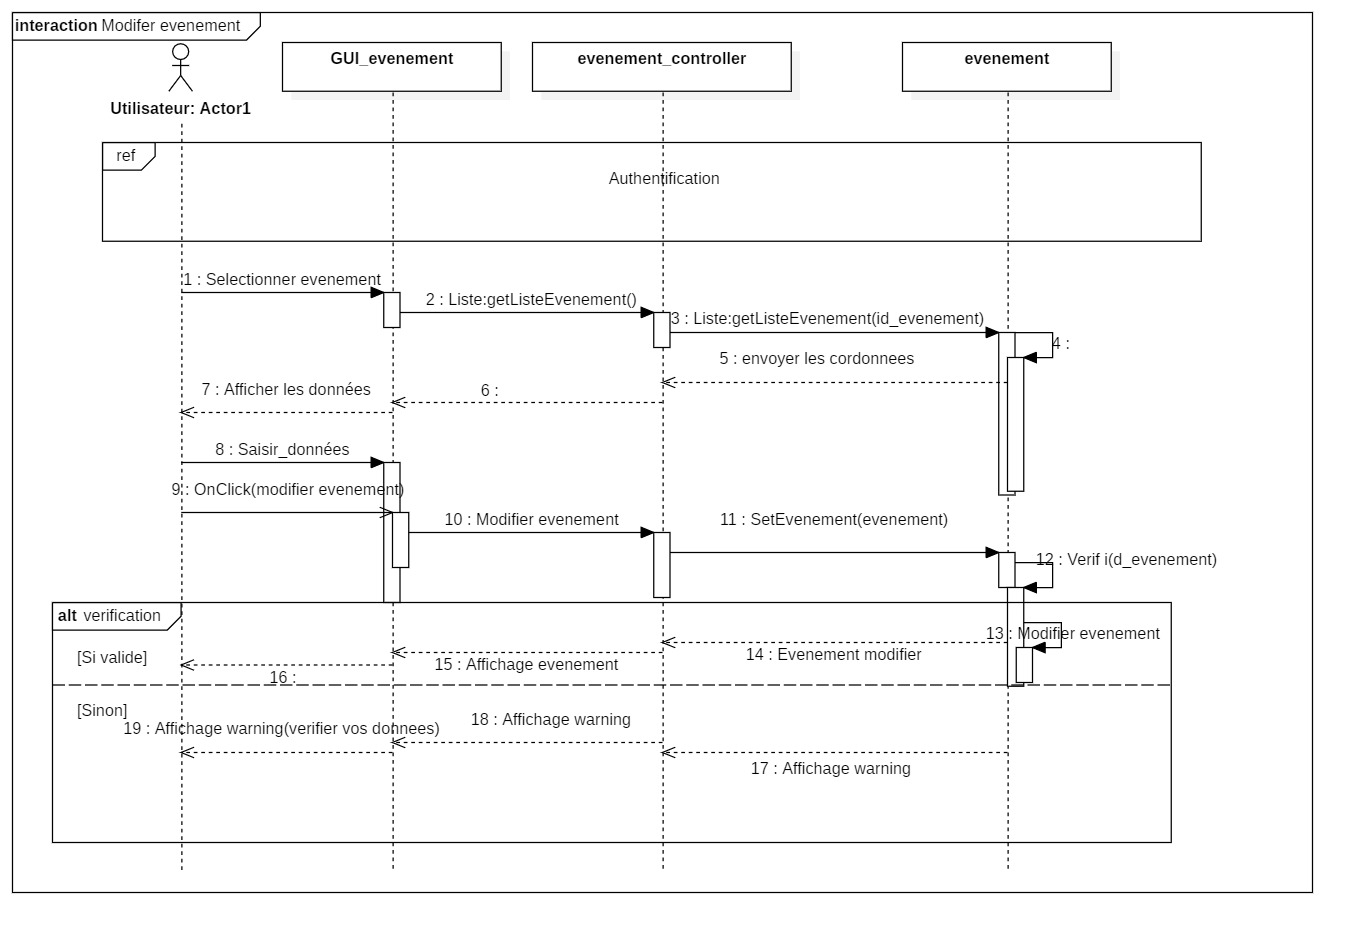 interaction Modifer evenement
GUI_evenement
evenement_controller
evenement
Utilisateur: Actor1
ref
Authentification
1 : Selectionner evenement
2 : Liste:getListeEvenement()
3 : Liste:getListeEvenement(id_evenement)
4 :
5 : envoyer les cordonnees
6 :
7 : Afficher les données
8 : Saisir_données
9 : OnClick(modifier evenement)
10 : Modifier evenement
11 : SetEvenement(evenement)
12 : Verif i(d_evenement)
alt verification
13 : Modifier evenement
[Si valide]
14 : Evenement modifier
15 : Affichage evenement
16 :
[Sinon]
19 : Affichage warning(verifier vos donnees)
18 : Affichage warning
17 : Affichage warning